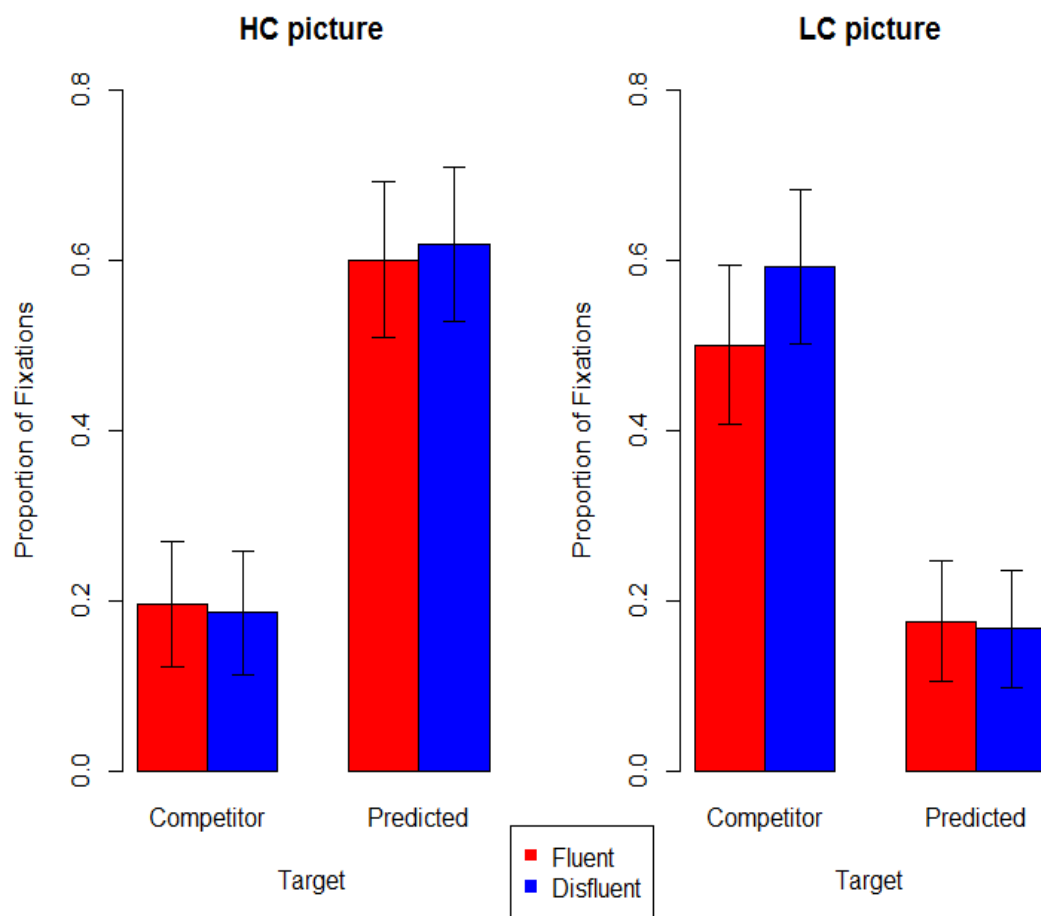 HC picture
Proportion of Fixations
0.8
0.6
0.4
0.2
0.0
Competitor Predicted
Target
LC picture
Proportion of Fixations
0.8
0.6
0.4
0.2
0.0
Competitor Predicted
Target
Fluent
Disfluent